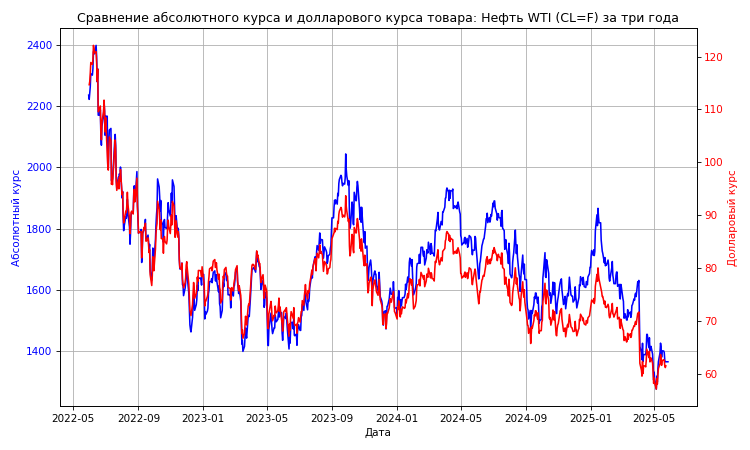 Сравнение абсолютного курса и долларового курса товара: Нефть WTI (CL=F) за три года
Абсолютный курс
2400
2200
2000
1800
1600
1400
120
110
100
90
80
70
60
Долларовый курс
2022-05 2022-09 2023-01 2023-05 2023-09 2024-01 2024-05 2024-09 2025-01 2025-05
Дата